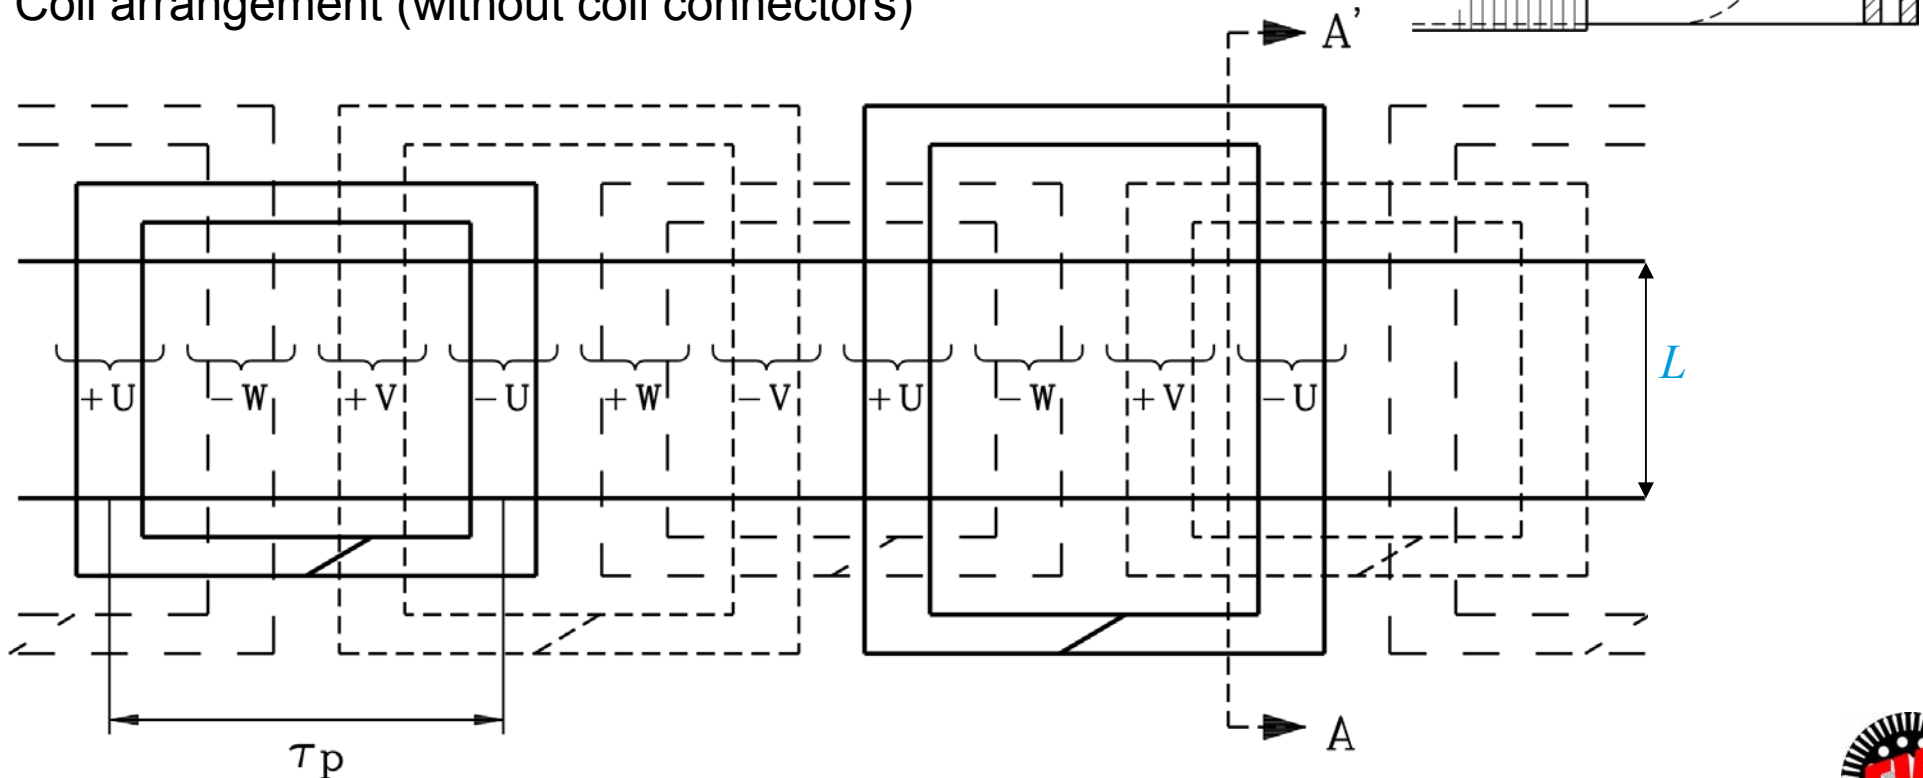 Coil arrangement (without coil connectors)
A'
+U -W +V -U +W -V +U -W +V -U
L
A
τp